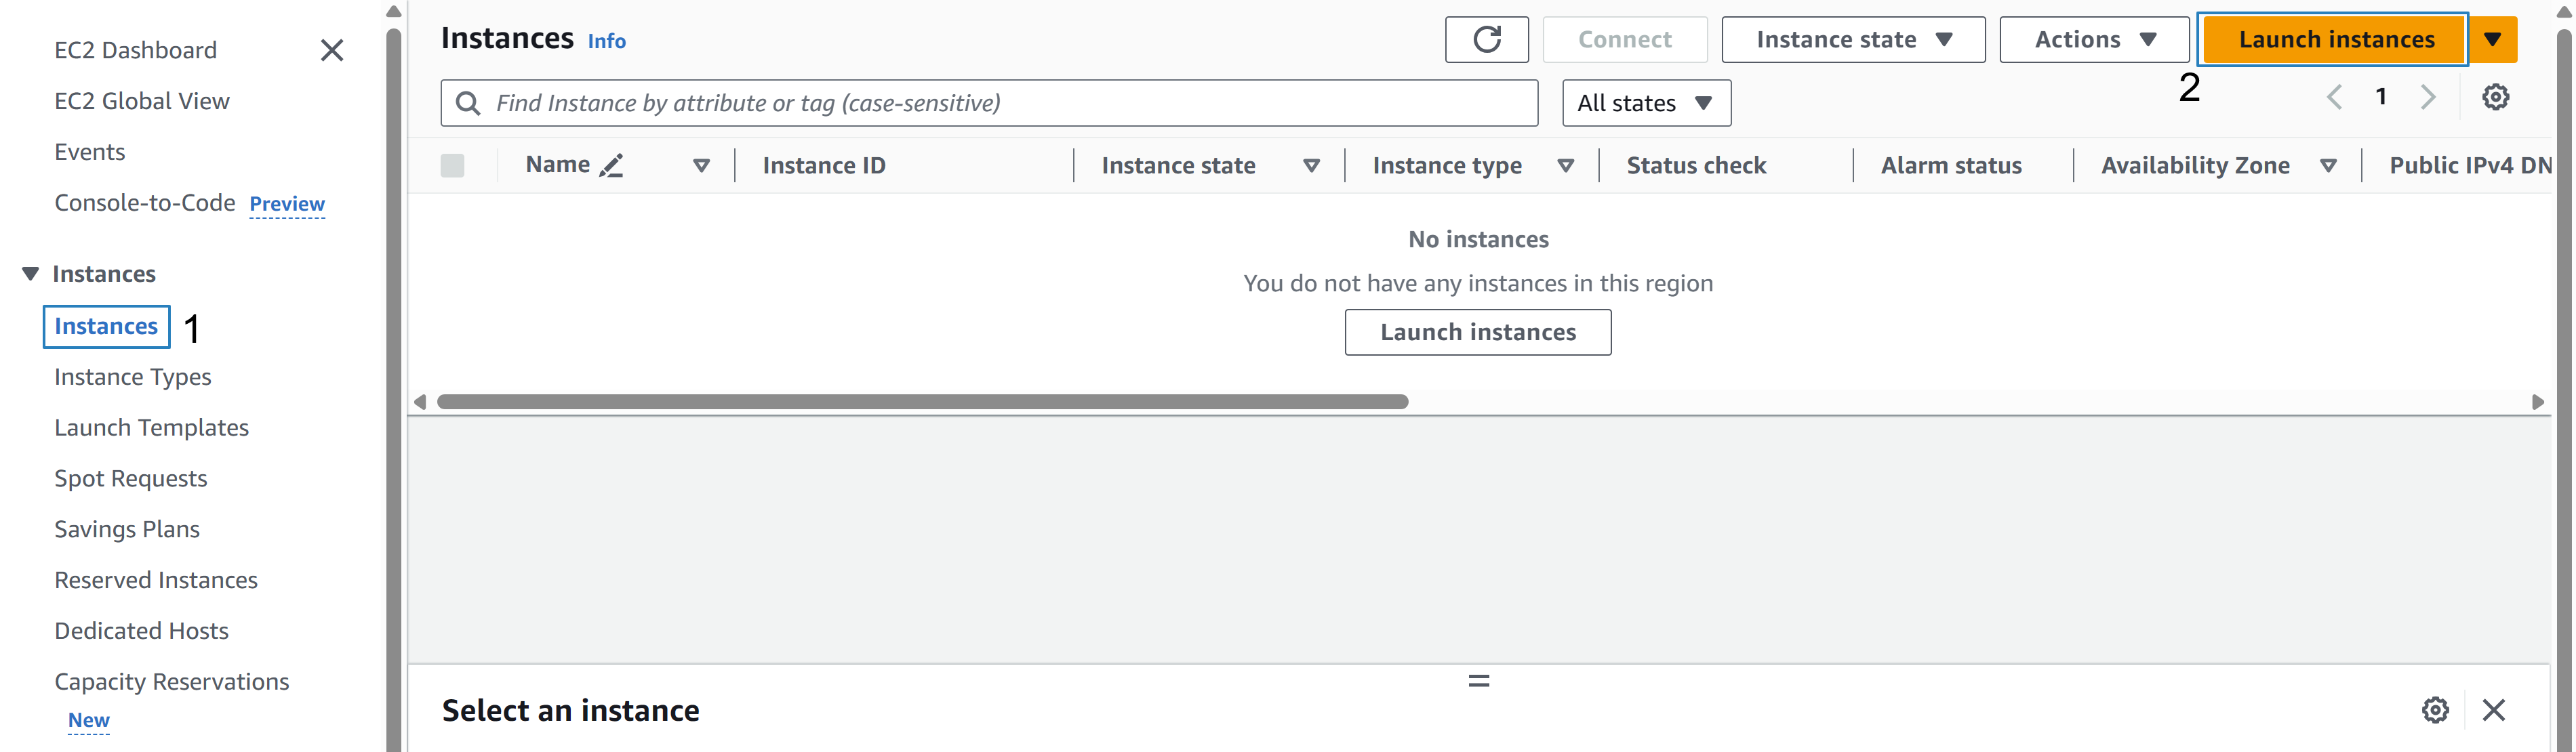 EC2 Dashboard
EC2 Global View
Events
Console-to-Code Preview
Instances
Instances 1
Instance Types
Launch Templates
Spot Requests
Savings Plans
Reserved Instances
Dedicated Hosts
Capacity Reservations
New
Instances Info
Connect Instance state Actions Launch instances
2
Find Instance by attribute or tag (case-sensitive) All states 1
Name Instance ID Instance state Instance type Status check Alarm status Availability Zone Public IPv4 DN
No instances
You do not have any instances in this region
Launch instances
Select an instance